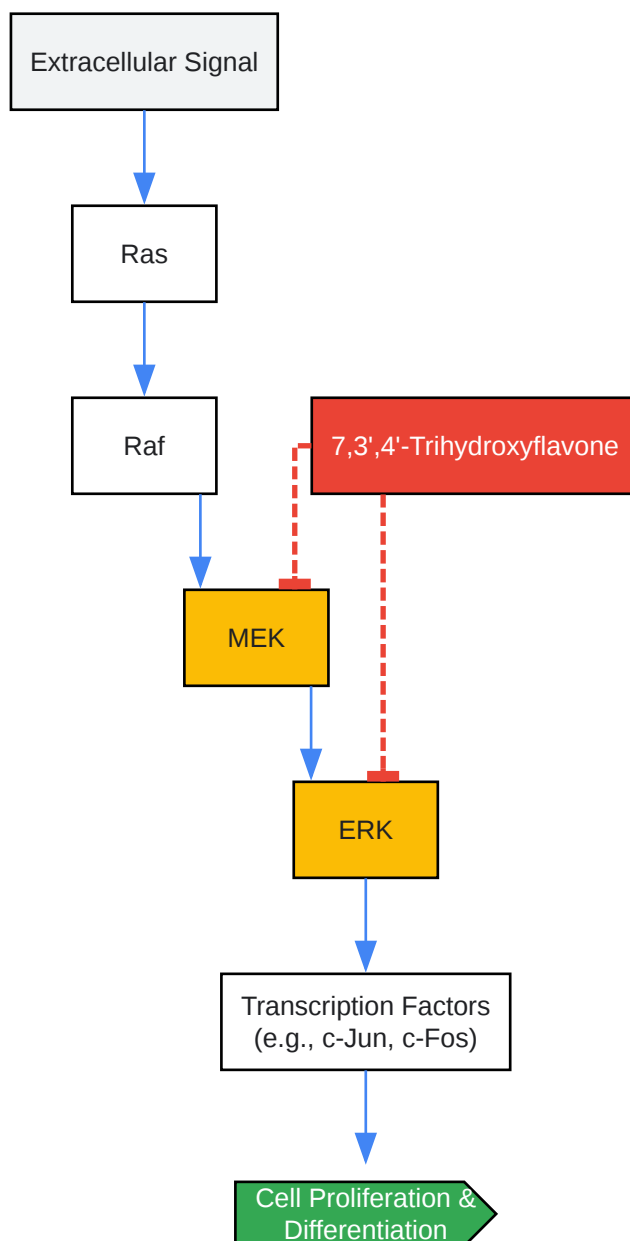 Extracellular Signal
Ras
Raf
7,3',4'-Trihydroxyflavone
MEK
ERK
Transcription Factors
(e.g., c-Jun, c-Fos)
Cell Proliferation &
Differentiation